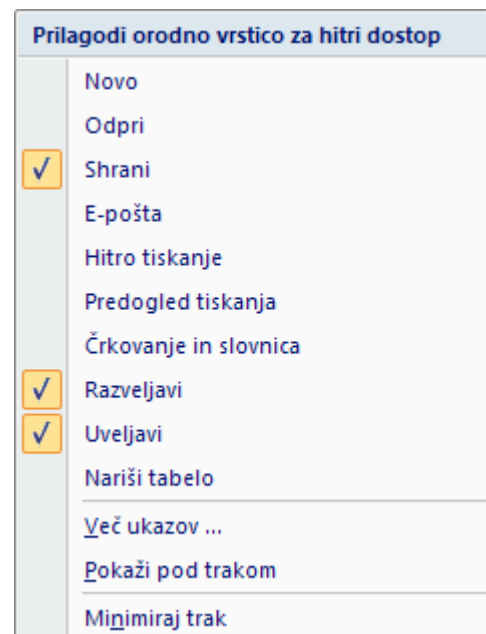 Prilagodi orodno vrstico za hitri dostop
Novo
Odpri
Shrani
E-pošta
Hitro tiskanje
Predogled tiskanja
Črkovanje in slovnica
Razveljavi
Uveljavi
Nariši tabelo
Več ukazov ...
Pokaži pod trakom
Minimiraj trak